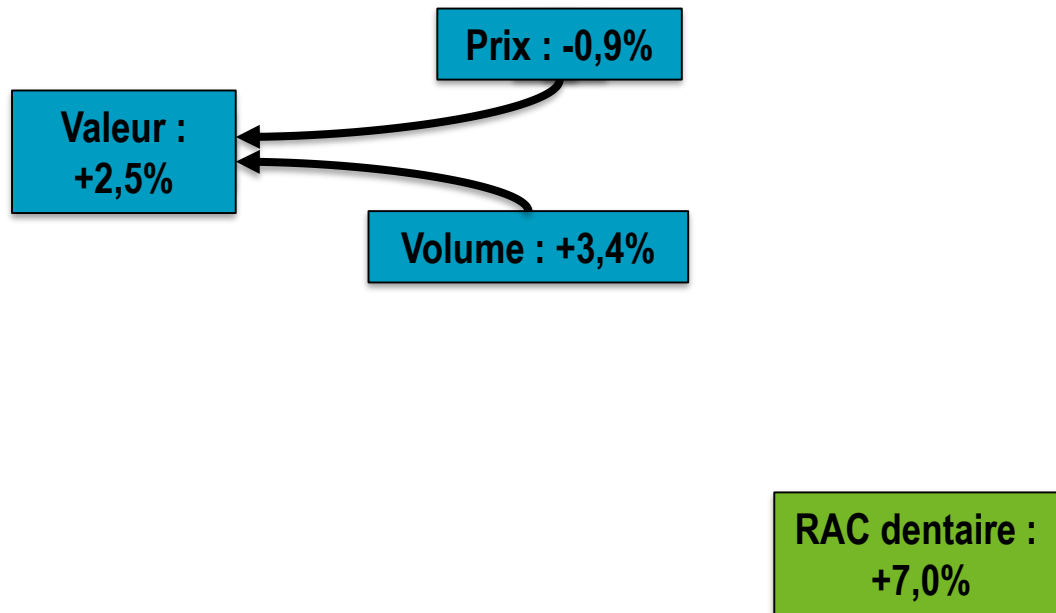 Prix : -0,9%
Valeur :
+2,5%
Volume : +3,4%
RAC dentaire :
+7,0%